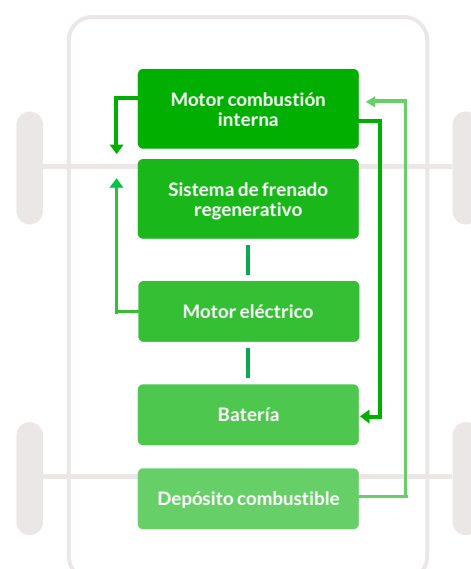 Motor combustión
interna
Sistema de frenado
regenerativo
Motor eléctrico
Batería
Depósito combustible